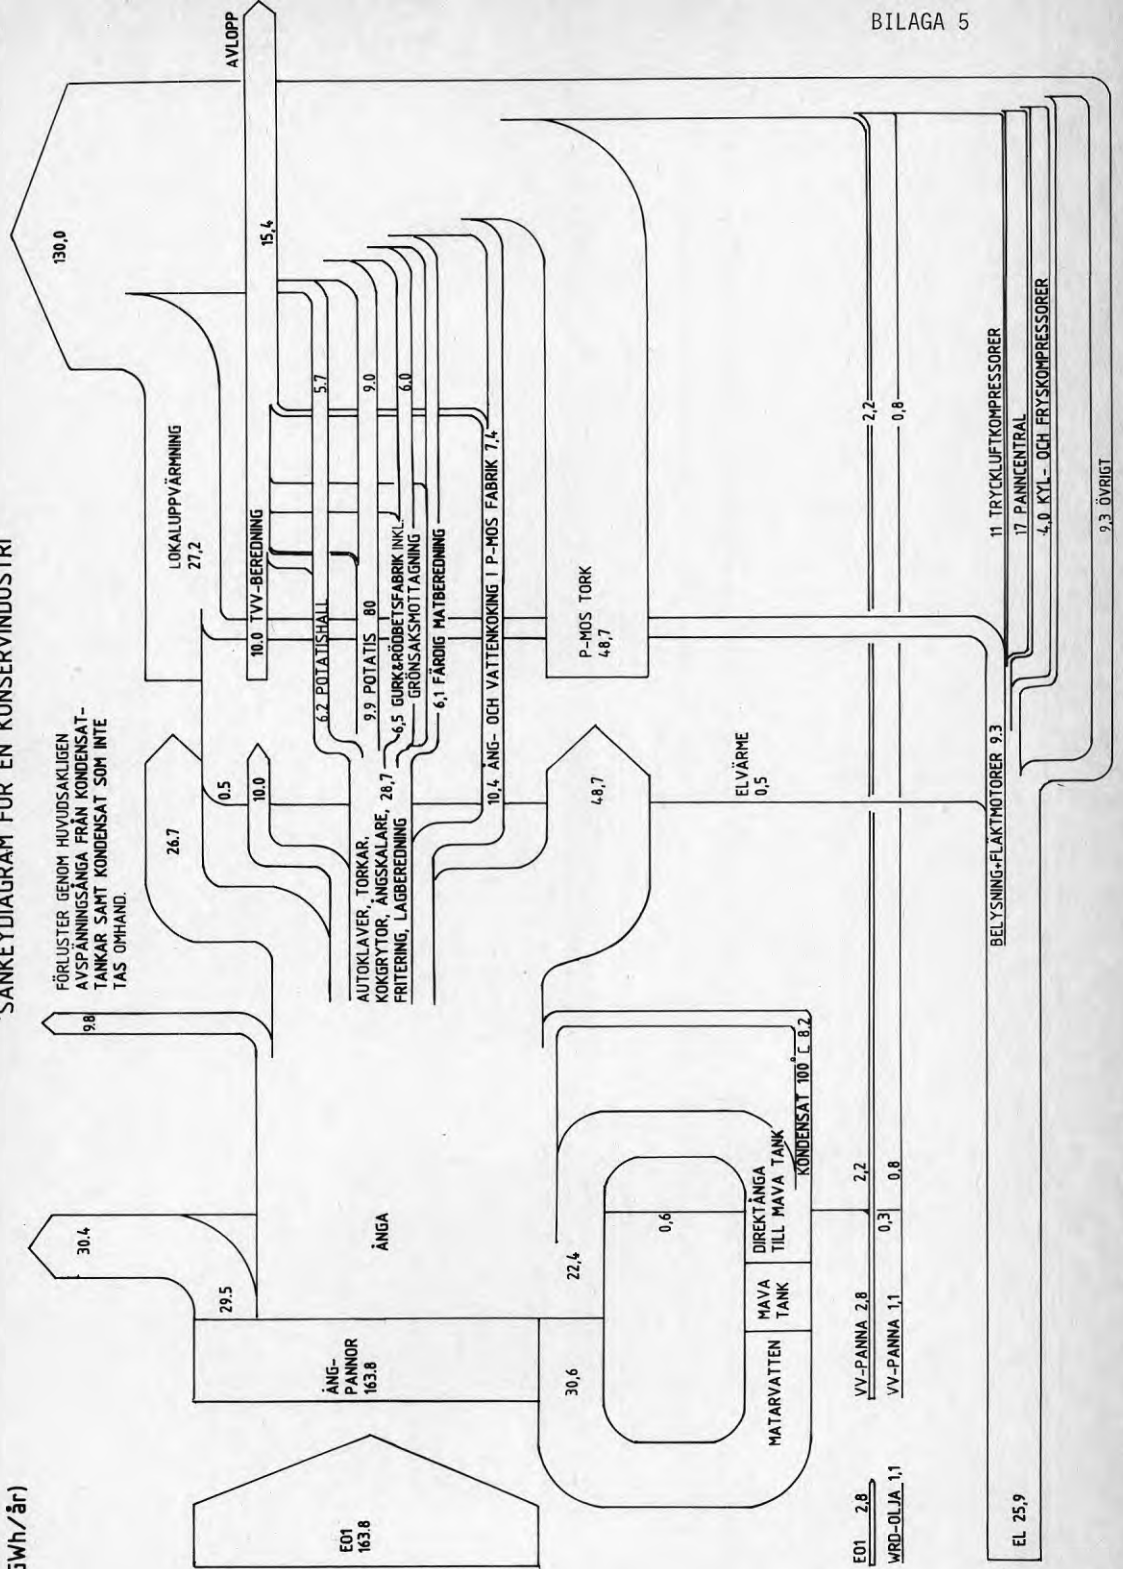 BILAGA 5
SANKEYDIAGRAM FÖR EN KONSERVINDUSTRI
GWh/år)
E01
163.8
ÅNG-
PANNOR
163.8
29.5
30.4
ÅNGA
9.8
FÖRLUSTER GENOM HUVUDSAKLIGEN
AVSPÄNNINGSÅNGA FRÅN KONDENSAT-
TANKAR SAMT KONDENSAT SOM INTE
TAS OMHAND.
26.7
0.5
10.0
LOKALUPPVÄRMNING
27,2
130,0
AVLOPP
15,4
10.0 TVV-BEREDNING
6.2 POTATISHALL
5.7
9.9 POTATIS 80
9.0
6,5 GURK&RÖDBETSFABRIK INKL.
GRÖNSAKSMOTTAGNING
6.0
6,1 FÄRDIG MATBEREDNING
10,4 ÅNG- OCH VATTENKOKING I P-MOS FABRIK 7,4
AUTOKLAVER, TORKAR,
KOKGRYTOR, ÅNGSKALARE,
FRITERING, LAGBEREDNING
28,7
48,7
P-MOS TORK
48,7
30,6
22,4
0,6
MATARVATTEN
MAVA
TANK
DIREKTÅNGA
TILL MAVA TANK
KONDENSAT 100°C 8.2
ELVÄRME
0,5
E01 2,8
VV-PANNA 2,8
2,2
2,2
WRD-OLJA 1,1
VV-PANNA 1,1
0,3
0,8
0,8
EL 25,9
BELYSNING+FLÄKTMOTORER 9.3
11 TRYCKLUFTKOMPRESSORER
17 PANNCENTRAL
4,0 KYL- OCH FRYSKOMPRESSORER
9,3 ÖVRIGT